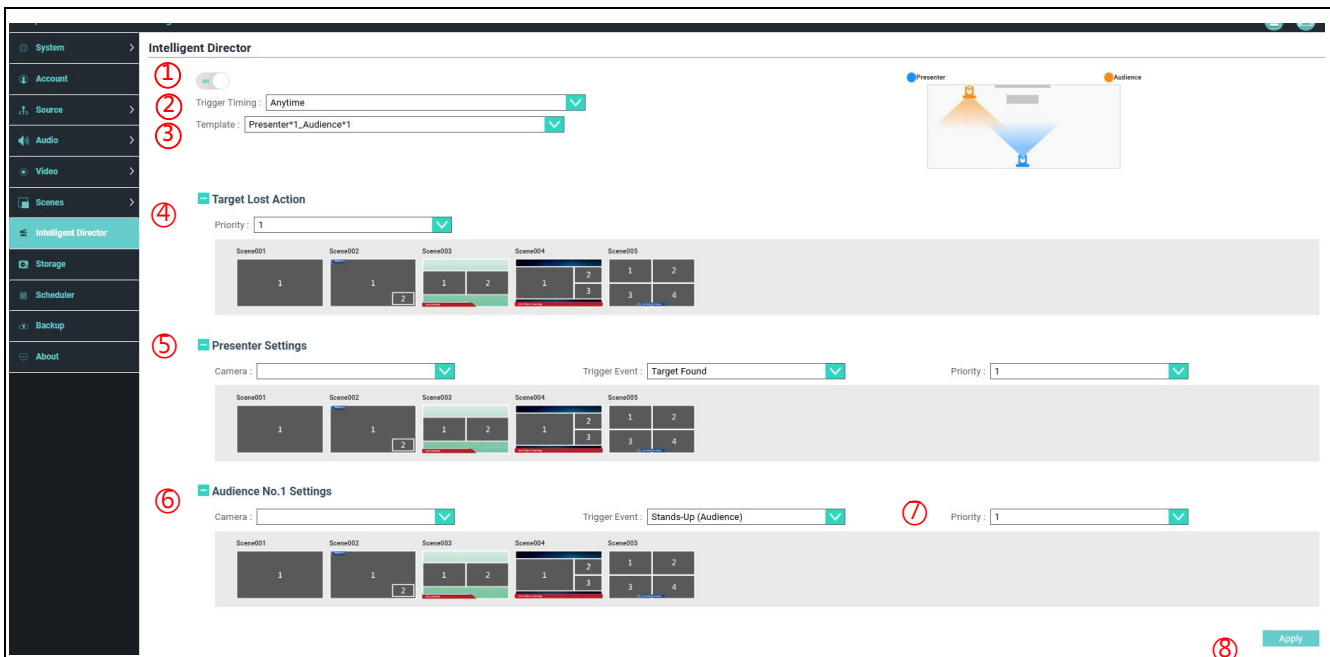 System
Account
Source
Audio
Video
Scenes
Intelligent Director
Storage
Scheduler
Backup
About
Intelligent Director
1
on
2 Trigger Timing : Anytime
3 Template : Presenter*1_Audience*1
Presenter Audience
Target Lost Action
4 Priority : 1
Scene001 Scene002 Scene003 Scene004 Scene005
1 1 2 1 2 1 2 3 1 2 3 4
5 Presenter Settings
Camera : Trigger Event : Target Found Priority : 1
Scene001 Scene002 Scene003 Scene004 Scene005
1 1 2 1 2 1 2 3 1 2 3 4
6 Audience No.1 Settings
Camera : Trigger Event : Stands-Up (Audience) 7 Priority : 1
Scene001 Scene002 Scene003 Scene004 Scene005
1 1 2 1 2 1 2 3 1 2 3 4
8 Apply